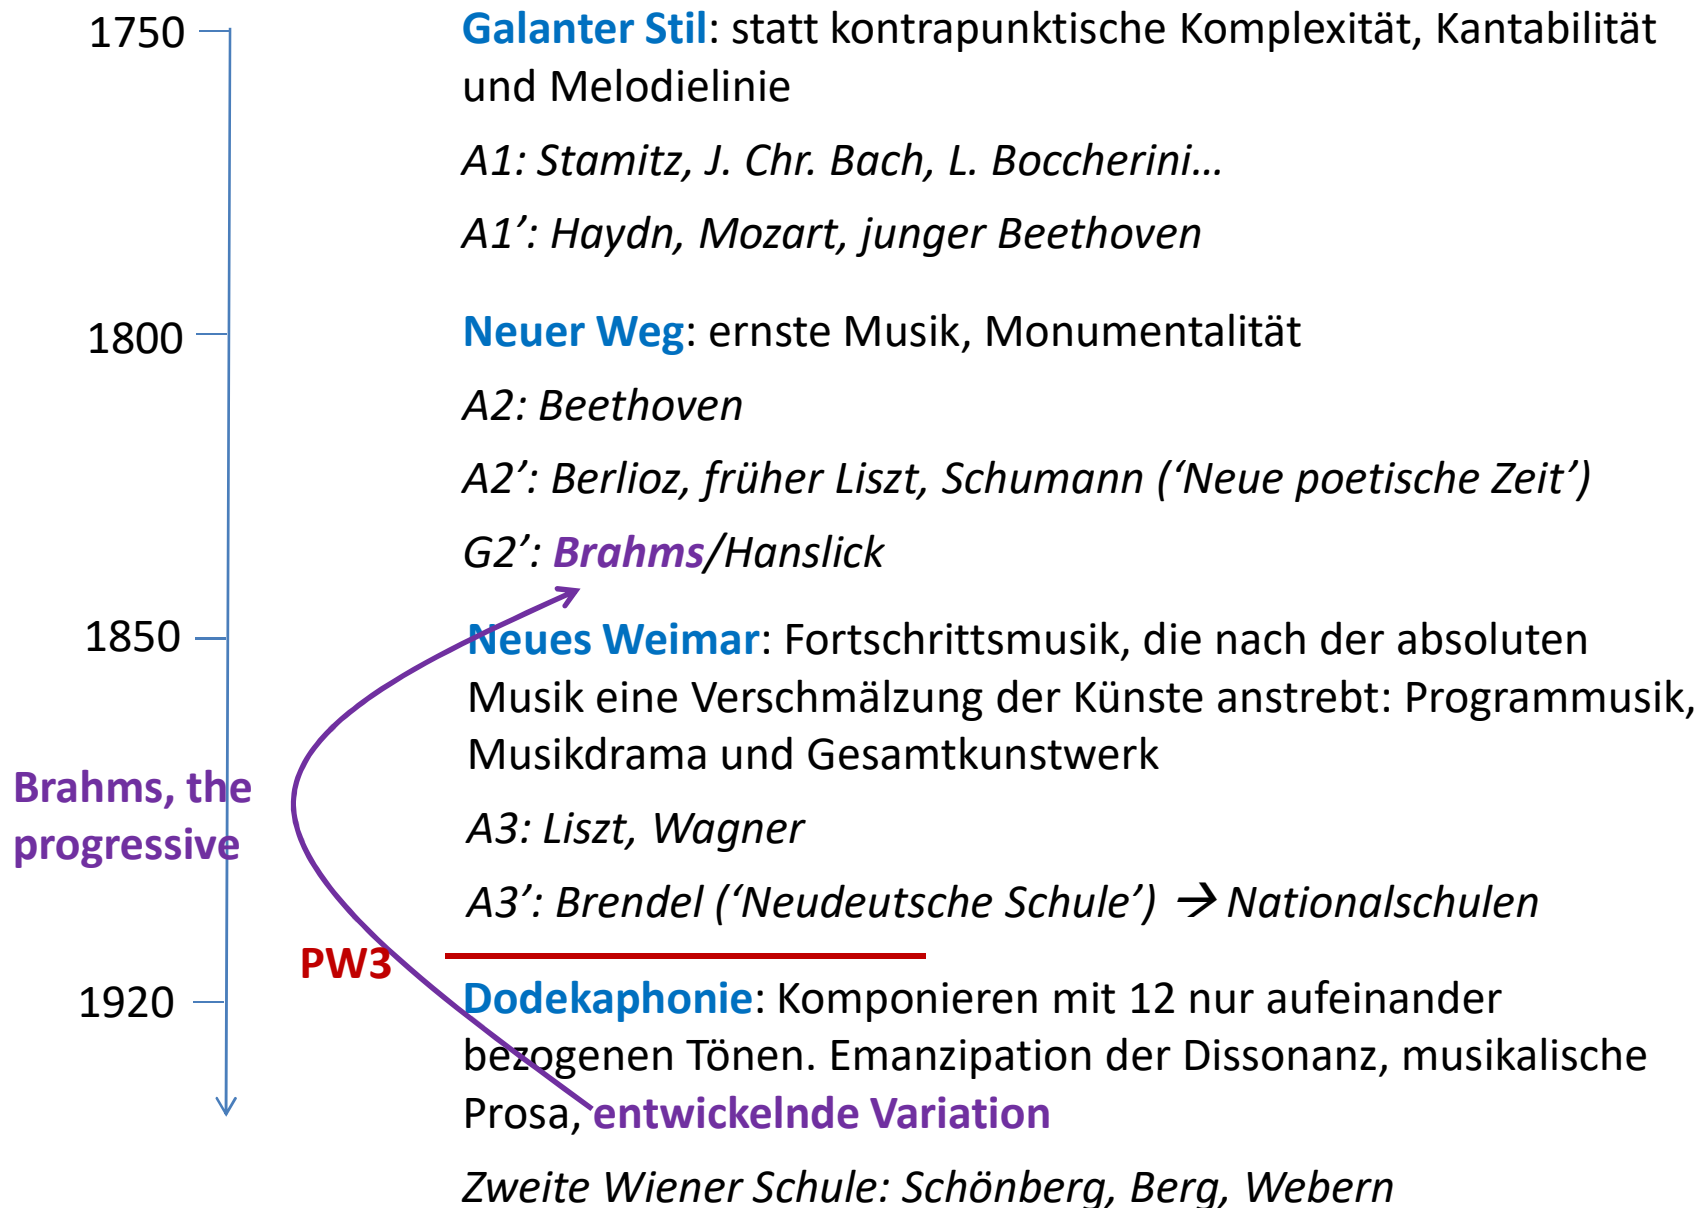 1750
Galanter Stil: statt kontrapunktische Komplexität, Kantabilität
und Melodielinie
A1: Stamitz, J. Chr. Bach, L. Boccherini…
A1’: Haydn, Mozart, junger Beethoven
1800
Neuer Weg: ernste Musik, Monumentalität
A2: Beethoven
A2’: Berlioz, früher Liszt, Schumann (‘Neue poetische Zeit’)
G2’: Brahms/Hanslick
1850
Neues Weimar: Fortschrittsmusik, die nach der absoluten
Musik eine Verschmälzung der Künste anstrebt: Programmusik,
Musikdrama und Gesamtkunstwerk
Brahms, the
progressive
A3: Liszt, Wagner
A3’: Brendel (‘Neudeutsche Schule’) → Nationalschulen
PW3
1920
Dodekaphonie: Komponieren mit 12 nur aufeinander
bezogenen Tönen. Emanzipation der Dissonanz, musikalische
Prosa, entwickelnde Variation
Zweite Wiener Schule: Schönberg, Berg, Webern